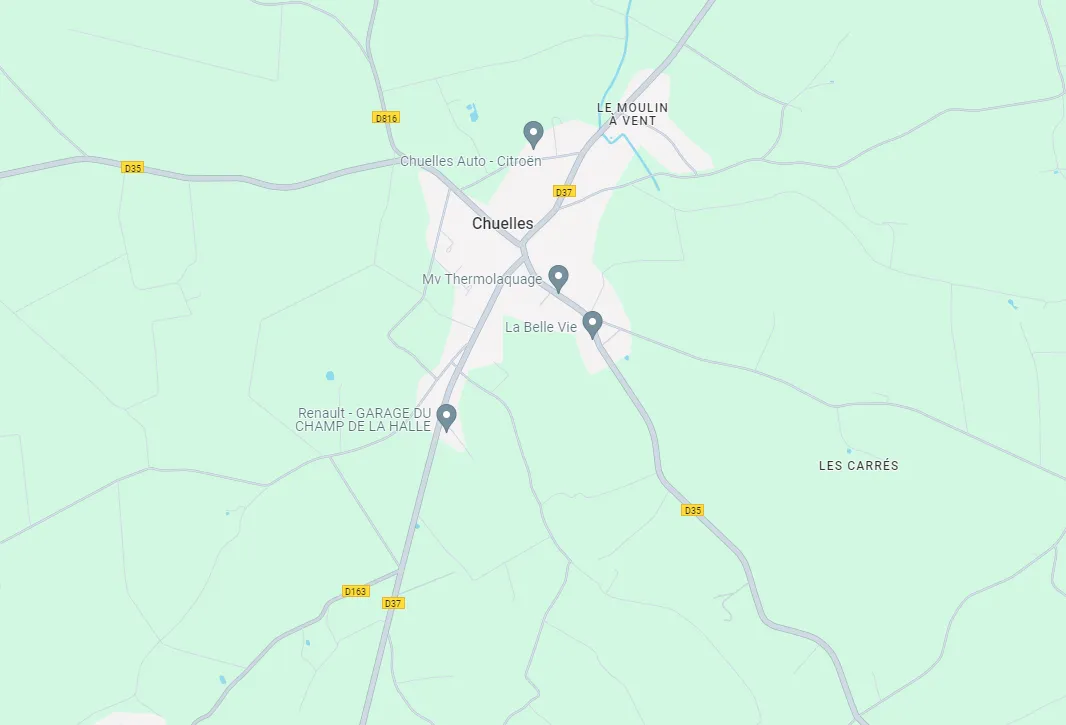 LE MOULIN
À VENT
D816
Chuelles Auto - Citroën
D35
D37
Chuelles
Mv Thermolaquage
La Belle Vie
Renault - GARAGE DU
CHAMP DE LA HALLE
LES CARRÉS
D35
D163
D37